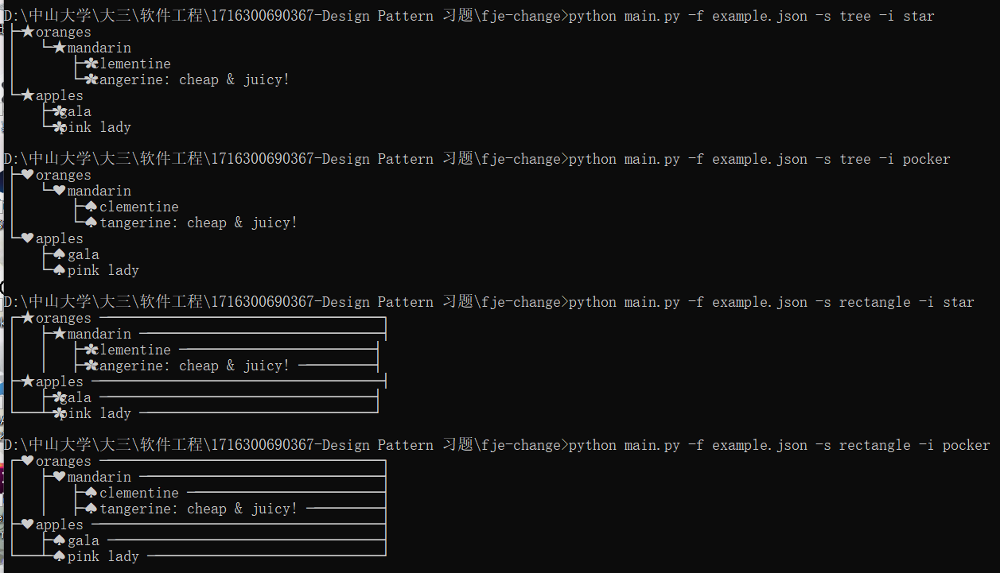 D:\中山大学\大三\软件工程\1716300690367-Design Pattern 习题\fje-change>python main.py -f example.json -s tree -i star
├─★oranges
│  └─★mandarin
│      ├─✽clementine
│      └─✽tangerine: cheap & juicy!
└─★apples
    ├─✽gala
    └─✽pink lady
D:\中山大学\大三\软件工程\1716300690367-Design Pattern 习题\fje-change>python main.py -f example.json -s tree -i pocker
├─♥oranges
│  └─♥mandarin
│      ├─♠clementine
│      └─♠tangerine: cheap & juicy!
└─♥apples
    ├─♠gala
    └─♠pink lady
D:\中山大学\大三\软件工程\1716300690367-Design Pattern 习题\fje-change>python main.py -f example.json -s rectangle -i star
┌─★oranges ───────────────┐
│  ├─★mandarin ─────────────┤
│  │  ├─✽clementine ──────────┤
│  │  ├─✽tangerine: cheap & juicy! ────┤
├─★apples ────────────────┤
│  ├─✽gala ───────────────┤
└──┴─✽pink lady ────────────┘
D:\中山大学\大三\软件工程\1716300690367-Design Pattern 习题\fje-change>python main.py -f example.json -s rectangle -i pocker
┌─♥oranges ───────────────┐
│  ├─♥mandarin ─────────────┤
│  │  ├─♠clementine ──────────┤
│  │  ├─♠tangerine: cheap & juicy! ────┤
├─♥apples ────────────────┤
│  ├─♠gala ───────────────┤
└──┴─♠pink lady ────────────┘